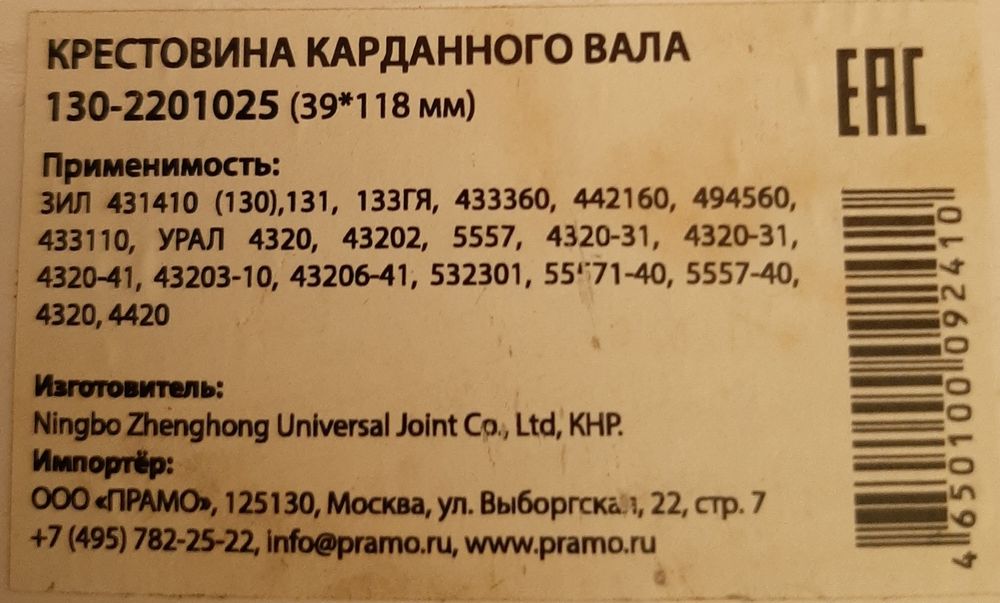 КРЕСТОВИНА КАРДАННОГО ВАЛА
130-2201025 (39*118 мм)
EAC
Применимость:
ЗИЛ 431410 (130),131, 133ГЯ, 433360, 442160, 494560,
433110, УРАЛ 4320, 43202, 5557, 4320-31, 4320-31,
4320-41, 43203-10, 43206-41, 532301, 55571-40, 5557-40,
4320, 4420
Изготовитель:
Ningbo Zhenghong Universal Joint Co., Ltd, КНР.
Импортёр:
ООО «ПРАМО», 125130, Москва, ул. Выборгская, 22, стр. 7
+7 (495) 782-25-22, info@pramo.ru, www.pramo.ru
4650100092410